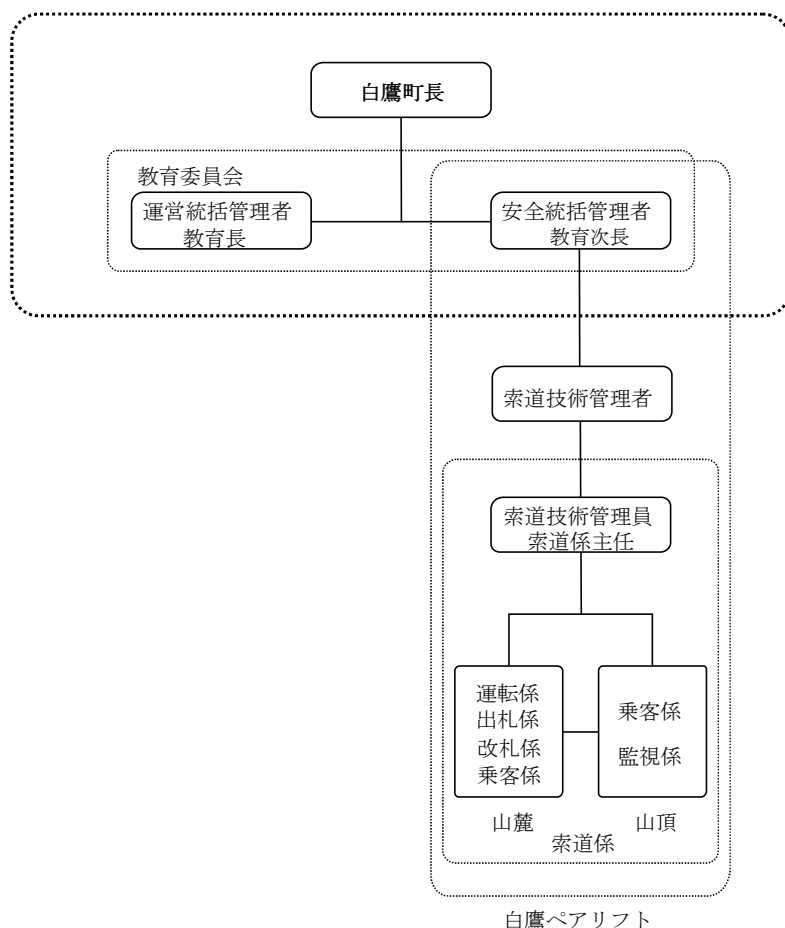 白鷹町長
教育委員会
運営統括管理者
教育長
安全統括管理者
教育次長
索道技術管理者
索道技術管理員
索道係主任
運転係
出札係
改札係
乗客係
乗客係
監視係
山麓
山頂
索道係
白鷹ペアリフト